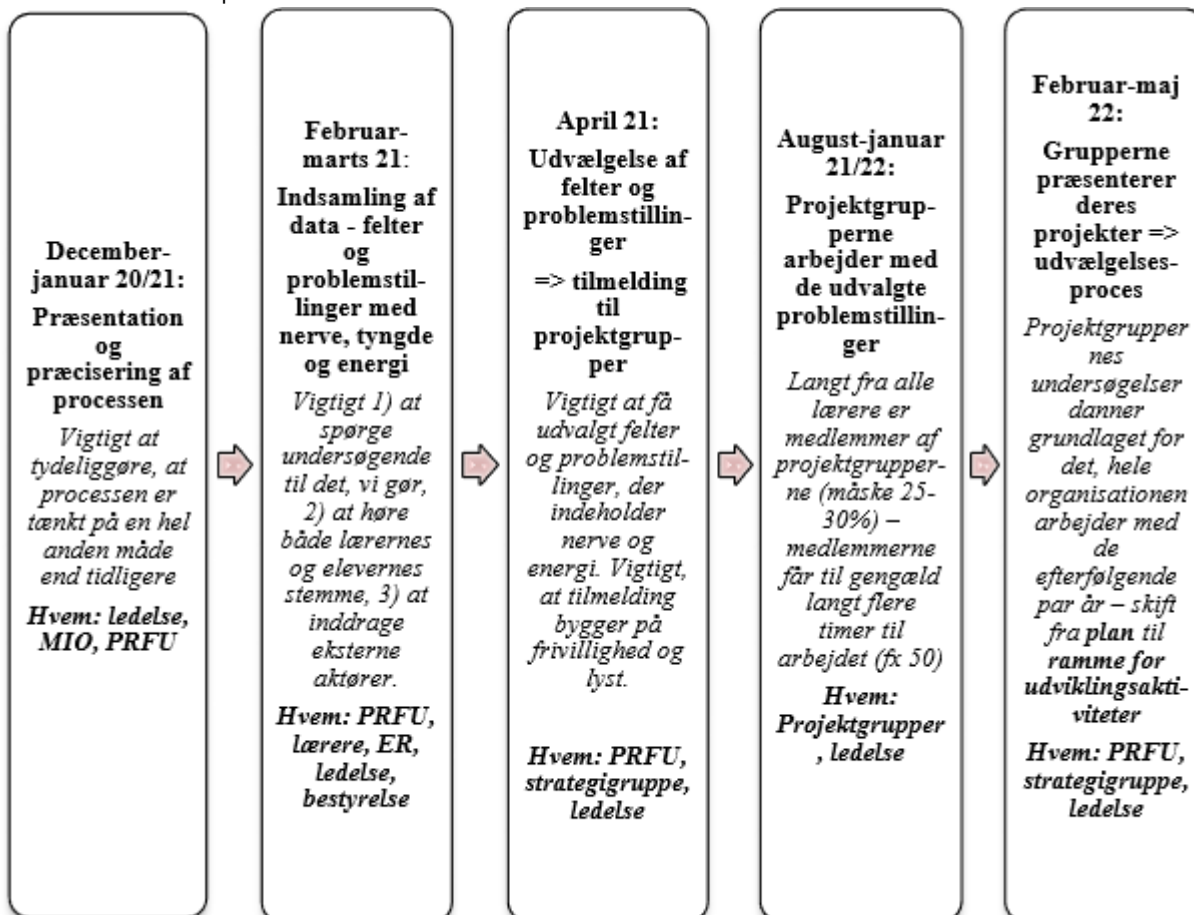 December-
januar 20/21:
Præsentation
og
præcisering af
processen
Vigtigt at
tydeliggøre, at
processen er
tænkt på en hel
anden måde
end tidligere
Hvem: ledelse,
MIO, PRFU
Februar-
marts 21:
Indsamling af
data - felter
og
problemstil-
linger med
nerve, tyngde
og energi
Vigtigt 1) at
spørge
undersøgende
til det, vi gør,
2) at høre
både lærernes
og elevernes
stemme, 3) at
inddrage
eksterne
aktører.
Hvem: PRFU,
lærere, ER,
ledelse,
bestyrelse
April 21:
Udvælgelse af
felter og
problemstillin-
ger
=> tilmelding
til
projektgrup-
per
Vigtigt at få
udvalgt felter
og problemstil-
linger, der
indeholder
nerve og
energi. Vigtigt,
at tilmelding
bygger på
frivillighed og
lyst.
Hvem: PRFU,
strategigruppe,
ledelse
August-januar
21/22:
Projektgrup-
perne
arbejder med
de udvalgte
problemstillin-
ger
Langt fra alle
lærere er
medlemmer af
projektgrupper-
ne (måske 25-
30%) –
medlemmerne
får til gengæld
langt flere
timer til
arbejdet (fx 50)
Hvem:
Projektgrupper
, ledelse
Februar-maj
22:
Grupperne
præsenterer
deres
projekter =>
udvælgelses-
proces
Projektgrupper
nes
undersøgelser
danner
grundlaget for
det, hele
organisationen
arbejder med
de
efterfølgende
par år – skift
fra plan til
ramme for
udviklingsakti-
viteter
Hvem: PRFU,
strategigruppe,
ledelse